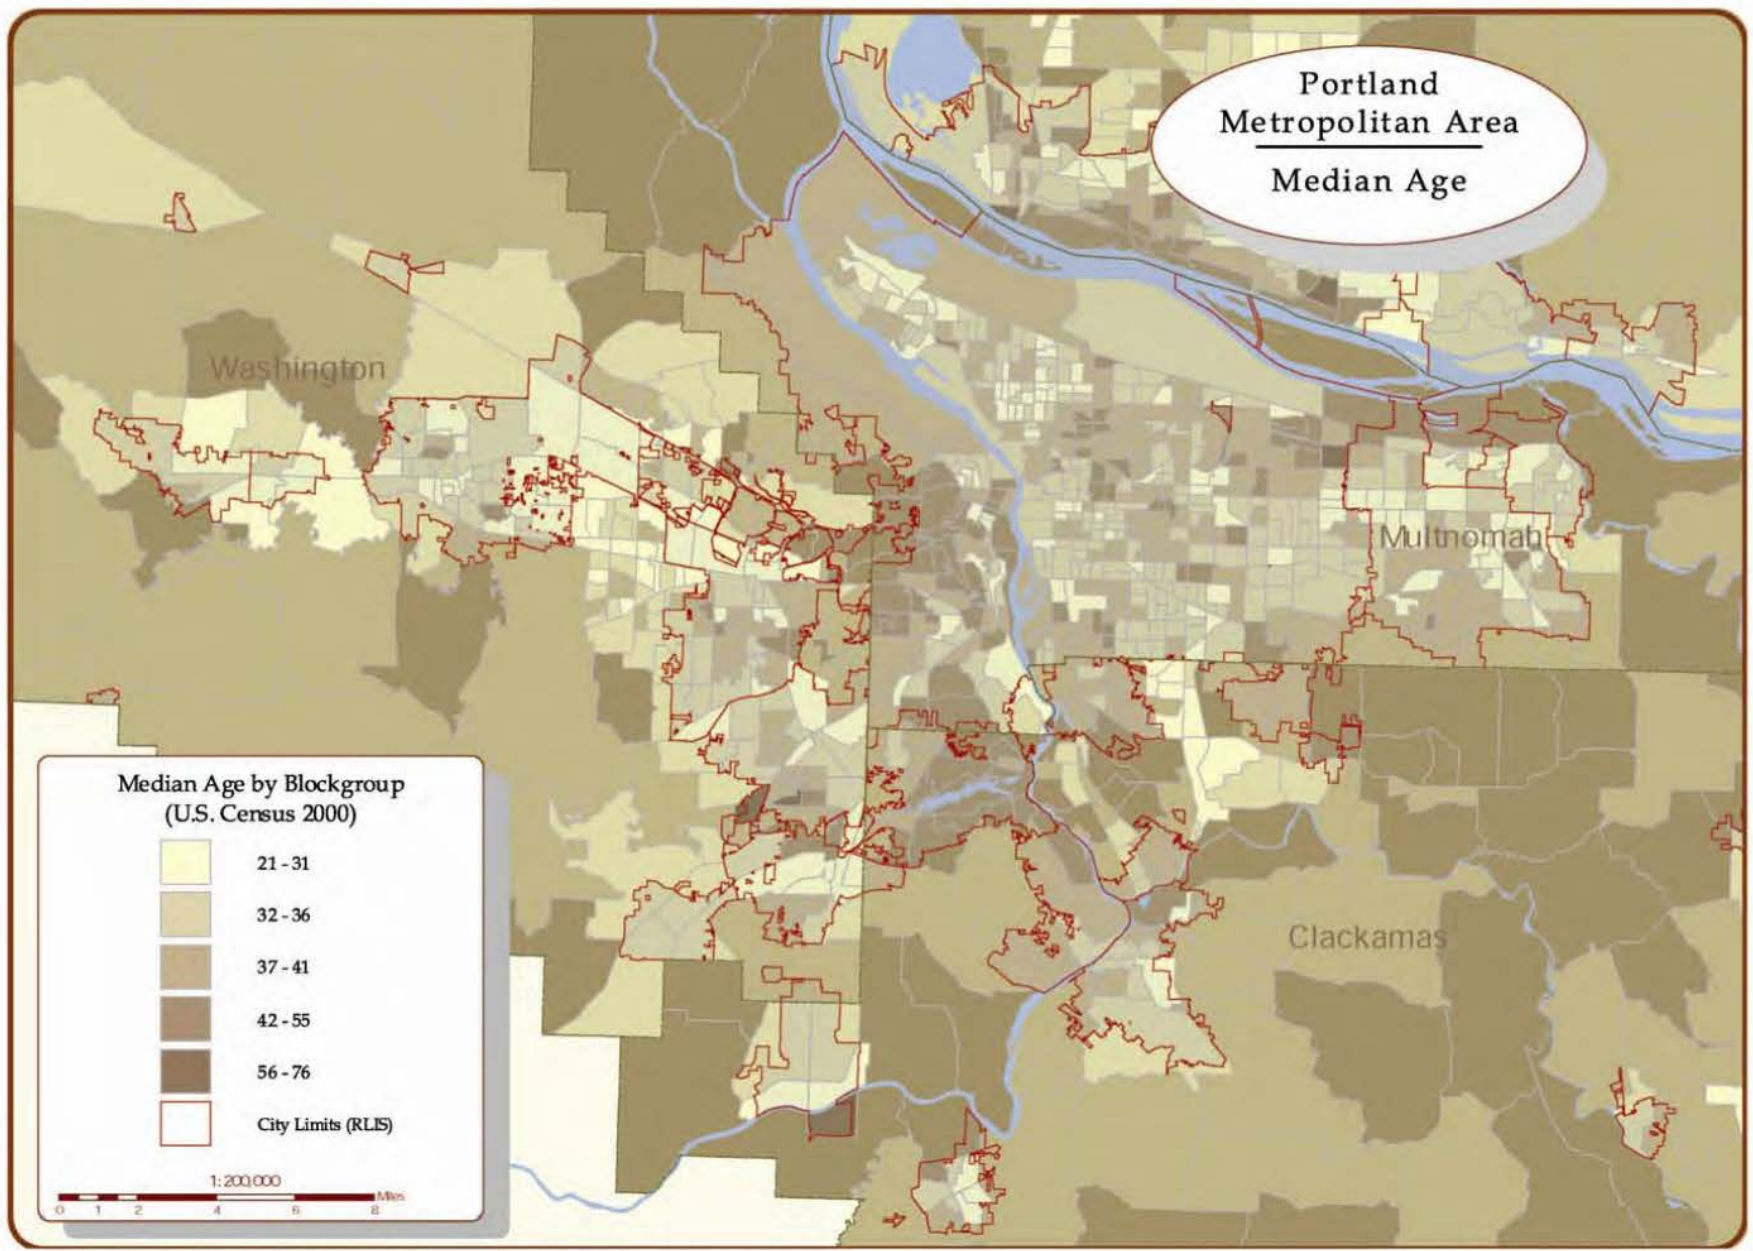 Portland
Metropolitan Area
Median Age
Washington
Multnomah
Clackamas
Median Age by Blockgroup
(U.S. Census 2000)
21 - 31
32 - 36
37 - 41
42 - 55
56 - 76
City Limits (RLIS)
1: 200,000
Miles
0 1 2 4 6 8